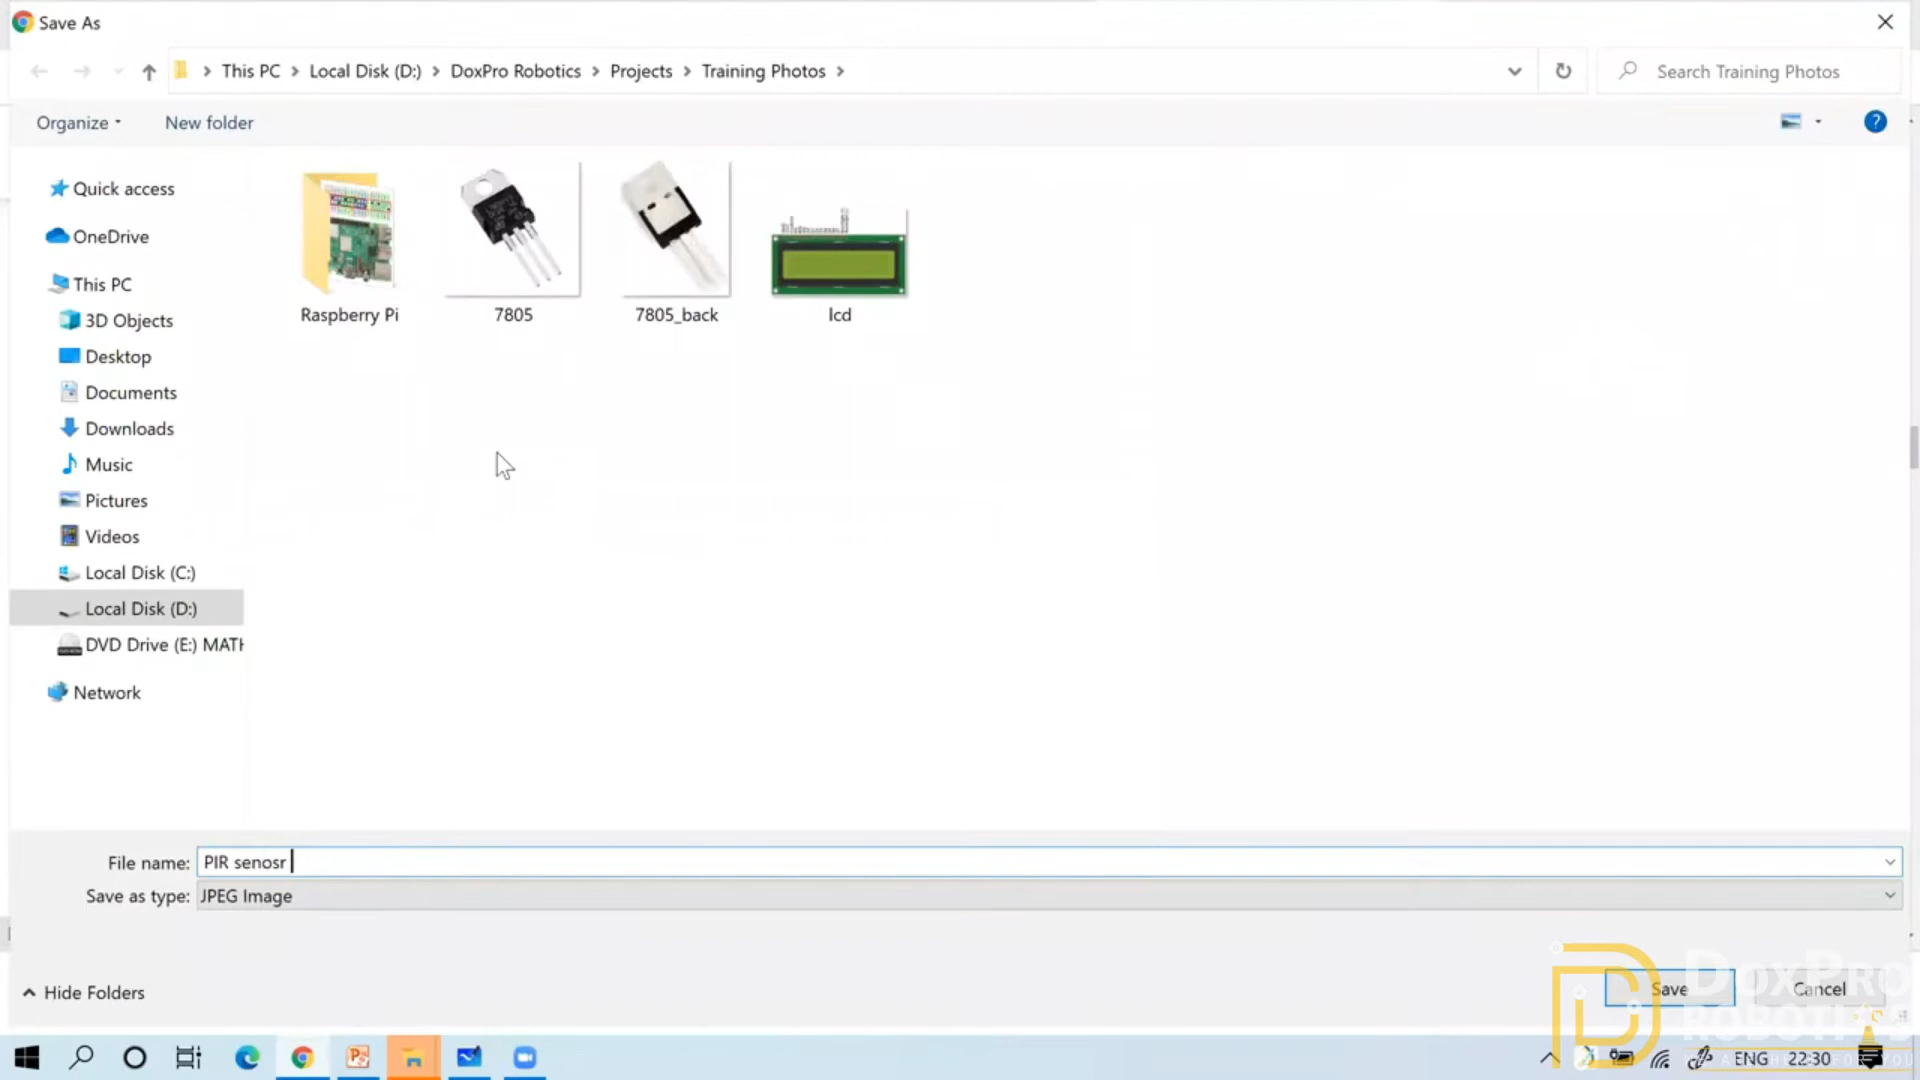 Save As
This PC
Local Disk (D:)
DoxPro Robotics
Projects
Training Photos
Search Training Photos
Organize
New folder
?
Quick access
OneDrive
This PC
3D Objects
Desktop
Documents
Downloads
Music
Pictures
Videos
Local Disk (C:)
Local Disk (D:)
DVD Drive (E:) MATH
Network
Raspberry Pi
7805
7805_back
lcd
File name:
PIR senosr
Save as type:
JPEG Image
Hide Folders
Save
Cancel
DOXPRO
ROBOTICS
ENG
22:30